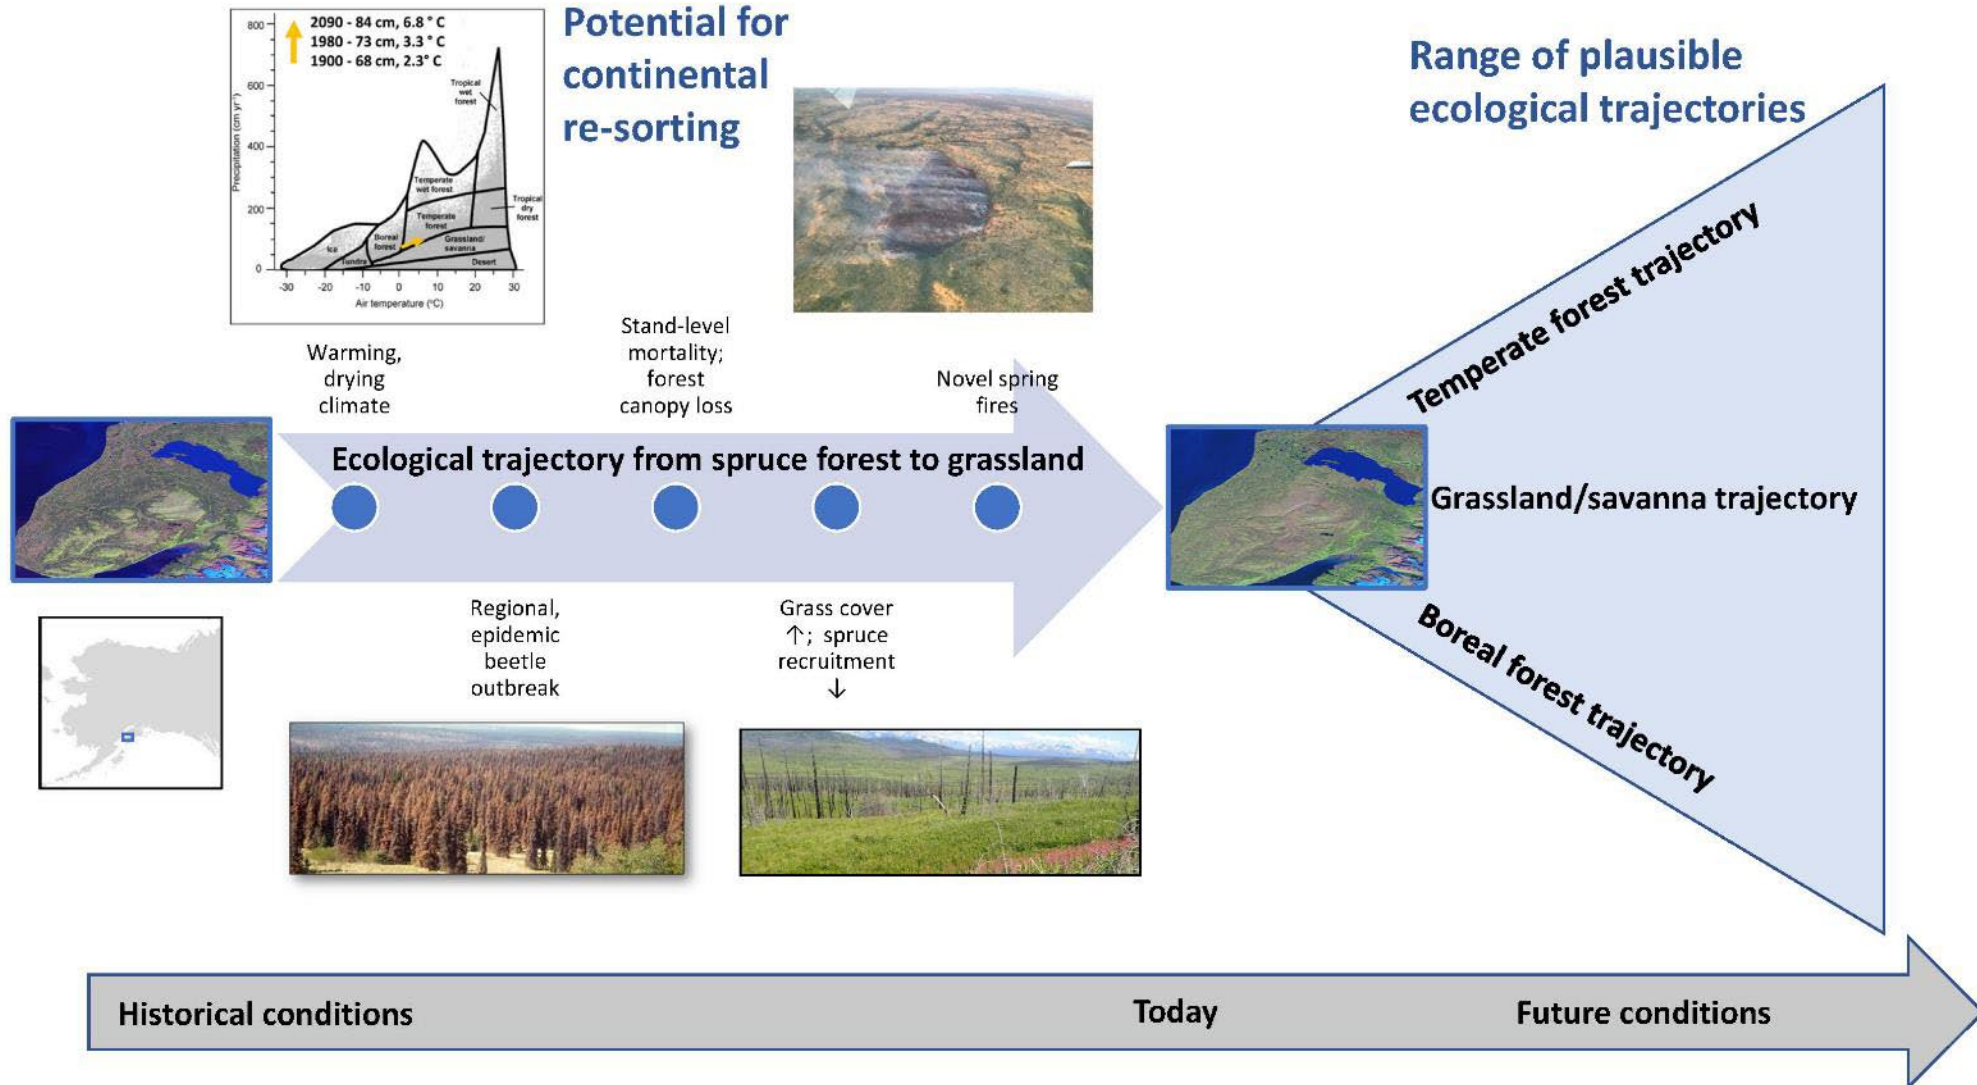 2090 - 84 cm, 6.8 ° C
1980 - 73 cm, 3.3 ° C
1900 - 68 cm, 2.3° C
800
600
400
200
0
Precipitation (cm yr⁻¹)
Tropical
wet
forest
Temperate
wet forest
Tropical
dry
forest
Temperate
forest
Boreal
forest
Grassland/
savanna
Ice
Tundra
Desert
-30 -20 -10 0 10 20 30
Air temperature (°C)
Potential for
continental
re-sorting
Range of plausible
ecological trajectories
Warming,
drying
climate
Stand-level
mortality;
forest
canopy loss
Novel spring
fires
Ecological trajectory from spruce forest to grassland
Regional,
epidemic
beetle
outbreak
Grass cover
↑; spruce
recruitment
↓
Temperate forest trajectory
Grassland/savanna trajectory
Boreal forest trajectory
Historical conditions
Today
Future conditions